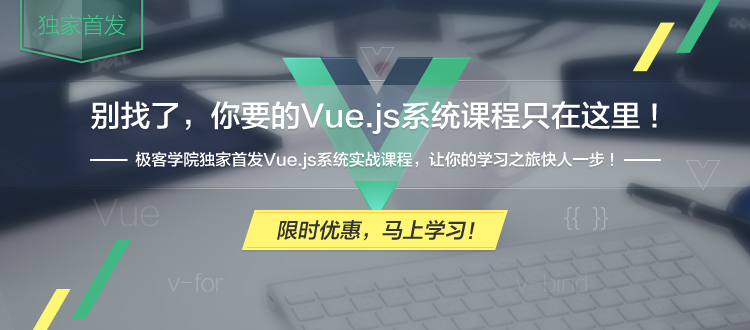 独家首发
DELL
DELL
别找了，你要的Vue.js系统课程只在这里！
极客学院独家首发Vue.js系统实战课程，让你的学习之旅快人一步！
Vue
{{ }}
限时优惠，马上学习！
v-for
v-bind